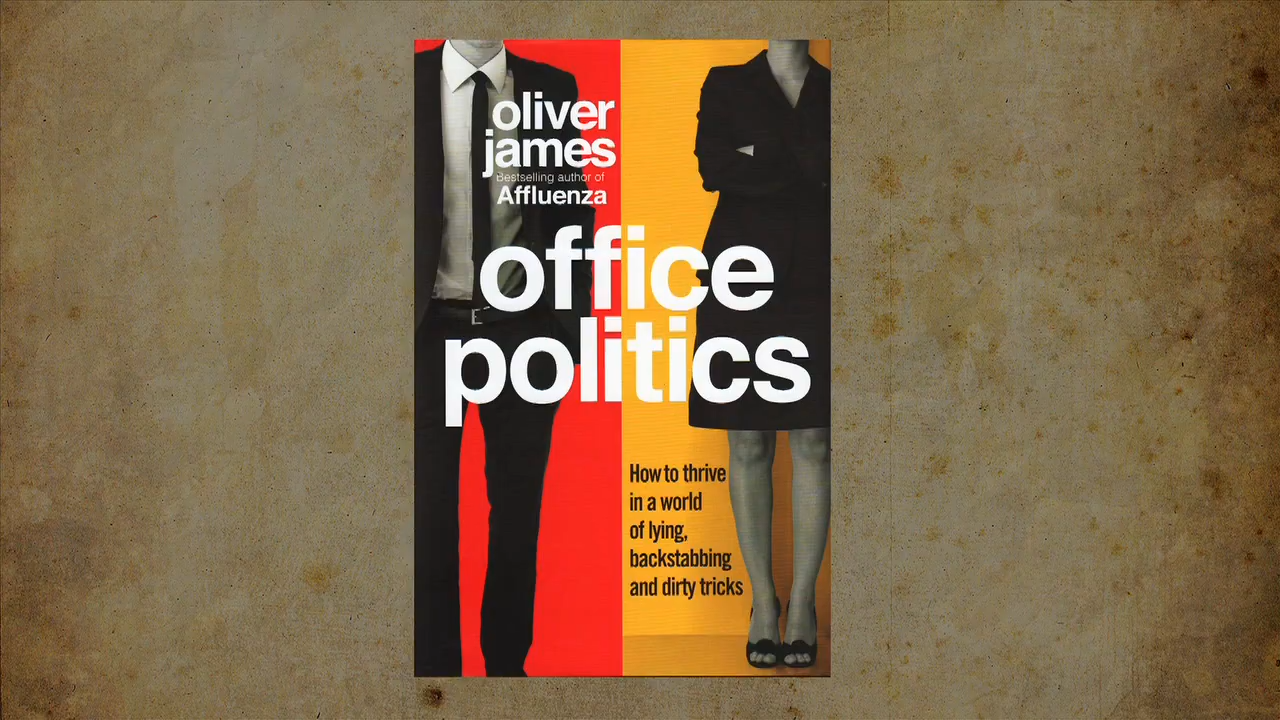 oliver
james
Bestselling author of
Affluenza
office
politics
How to thrive
in a world
of lying,
backstabbing
and dirty tricks